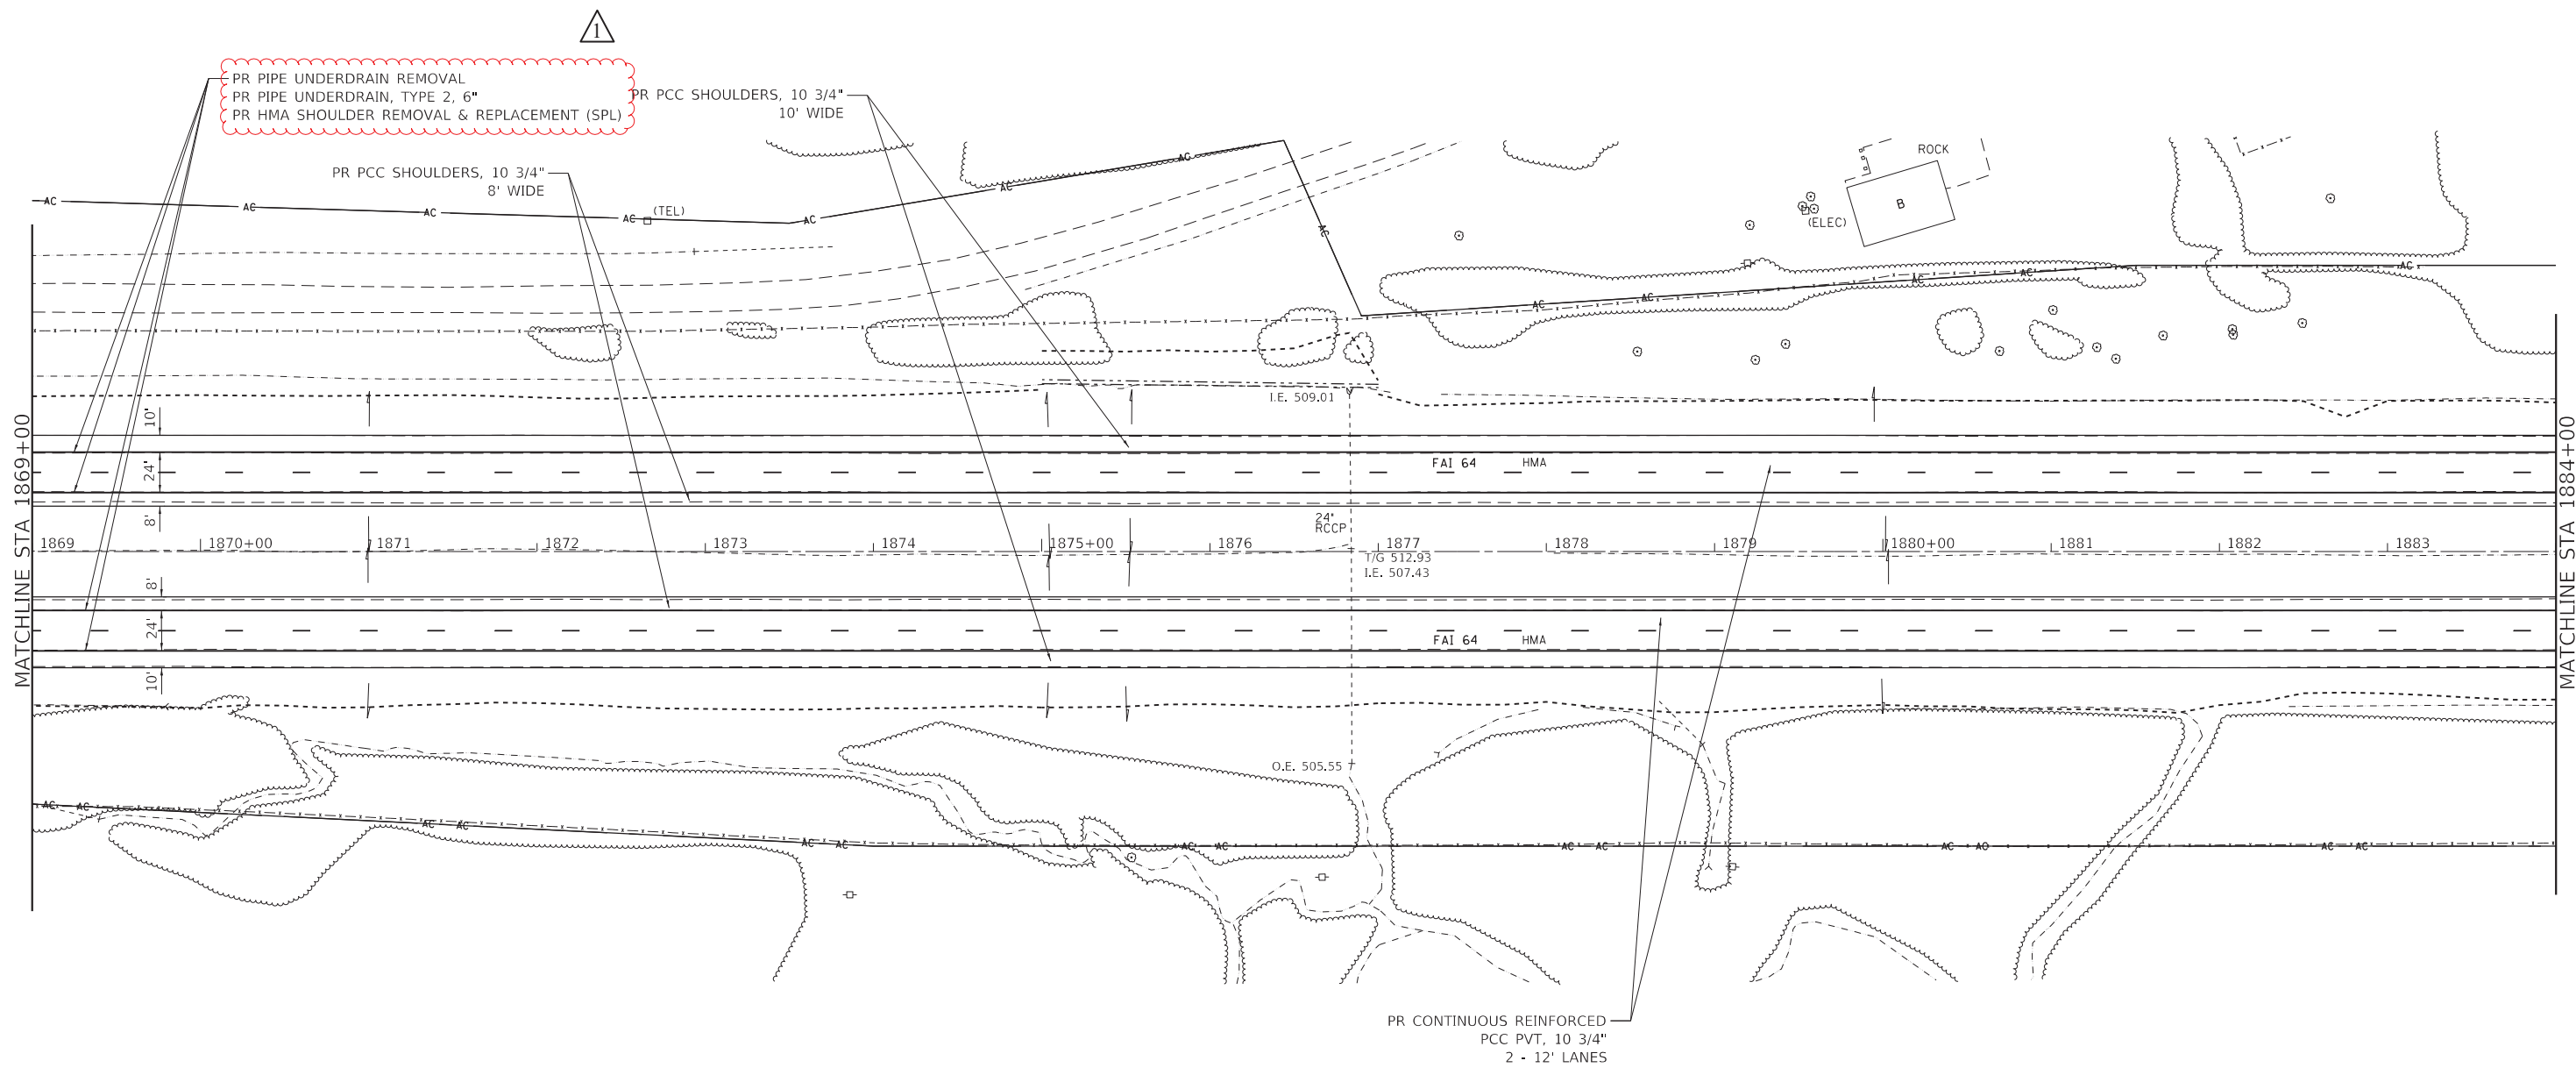 1
PR PIPE UNDERDRAIN REMOVAL
PR PIPE UNDERDRAIN, TYPE 2, 6"
PR HMA SHOULDER REMOVAL & REPLACEMENT (SPL)
PR PCC SHOULDERS, 10 3/4"
10' WIDE
PR PCC SHOULDERS, 10 3/4"
8' WIDE
ROCK
B
(ELEC)
(TEL)
AC AC AC AC AC AC AC AC
AC AC AC AC AC
I.E. 509.01
MATCHLINE STA 1869+00
MATCHLINE STA 1884+00
10'
24'
8'
FAI 64 HMA
24"
RCCP
1869 1870+00 1871 1872 1873 1874 1875+00 1876 1877 1878 1879 1880+00 1881 1882 1883
T/G 512.93
I.E. 507.43
8'
24'
10'
FAI 64 HMA
O.E. 505.55
AC AC AC AC AC AC AC AC AC AC AC AO AC AC
PR CONTINUOUS REINFORCED
PCC PVT, 10 3/4"
2 - 12' LANES